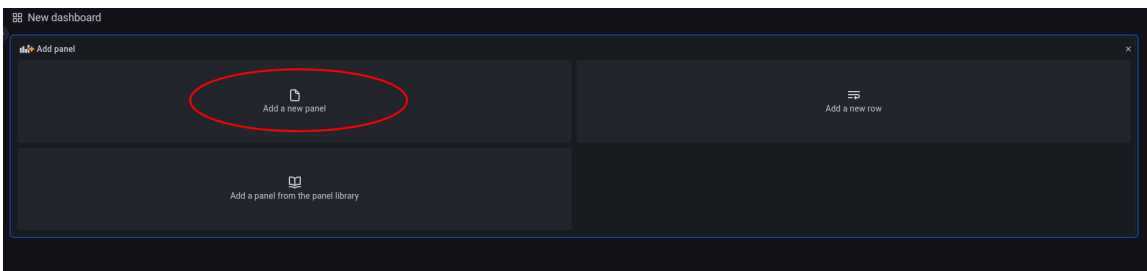 New dashboard
Add panel
Add a new panel
Add a new row
Add a panel from the panel library